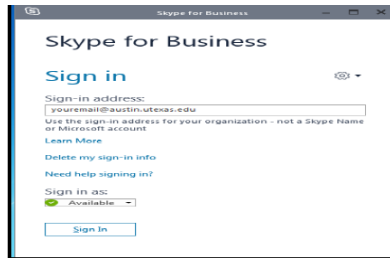 Skype for Business
Skype for Business
Sign in
Sign-in address:
youremail@austin.utexas.edu
Use the sign-in address for your organization - not a Skype Name
or Microsoft account
Learn More
Delete my sign-in info
Need help signing in?
Sign in as:
Available
Sign In